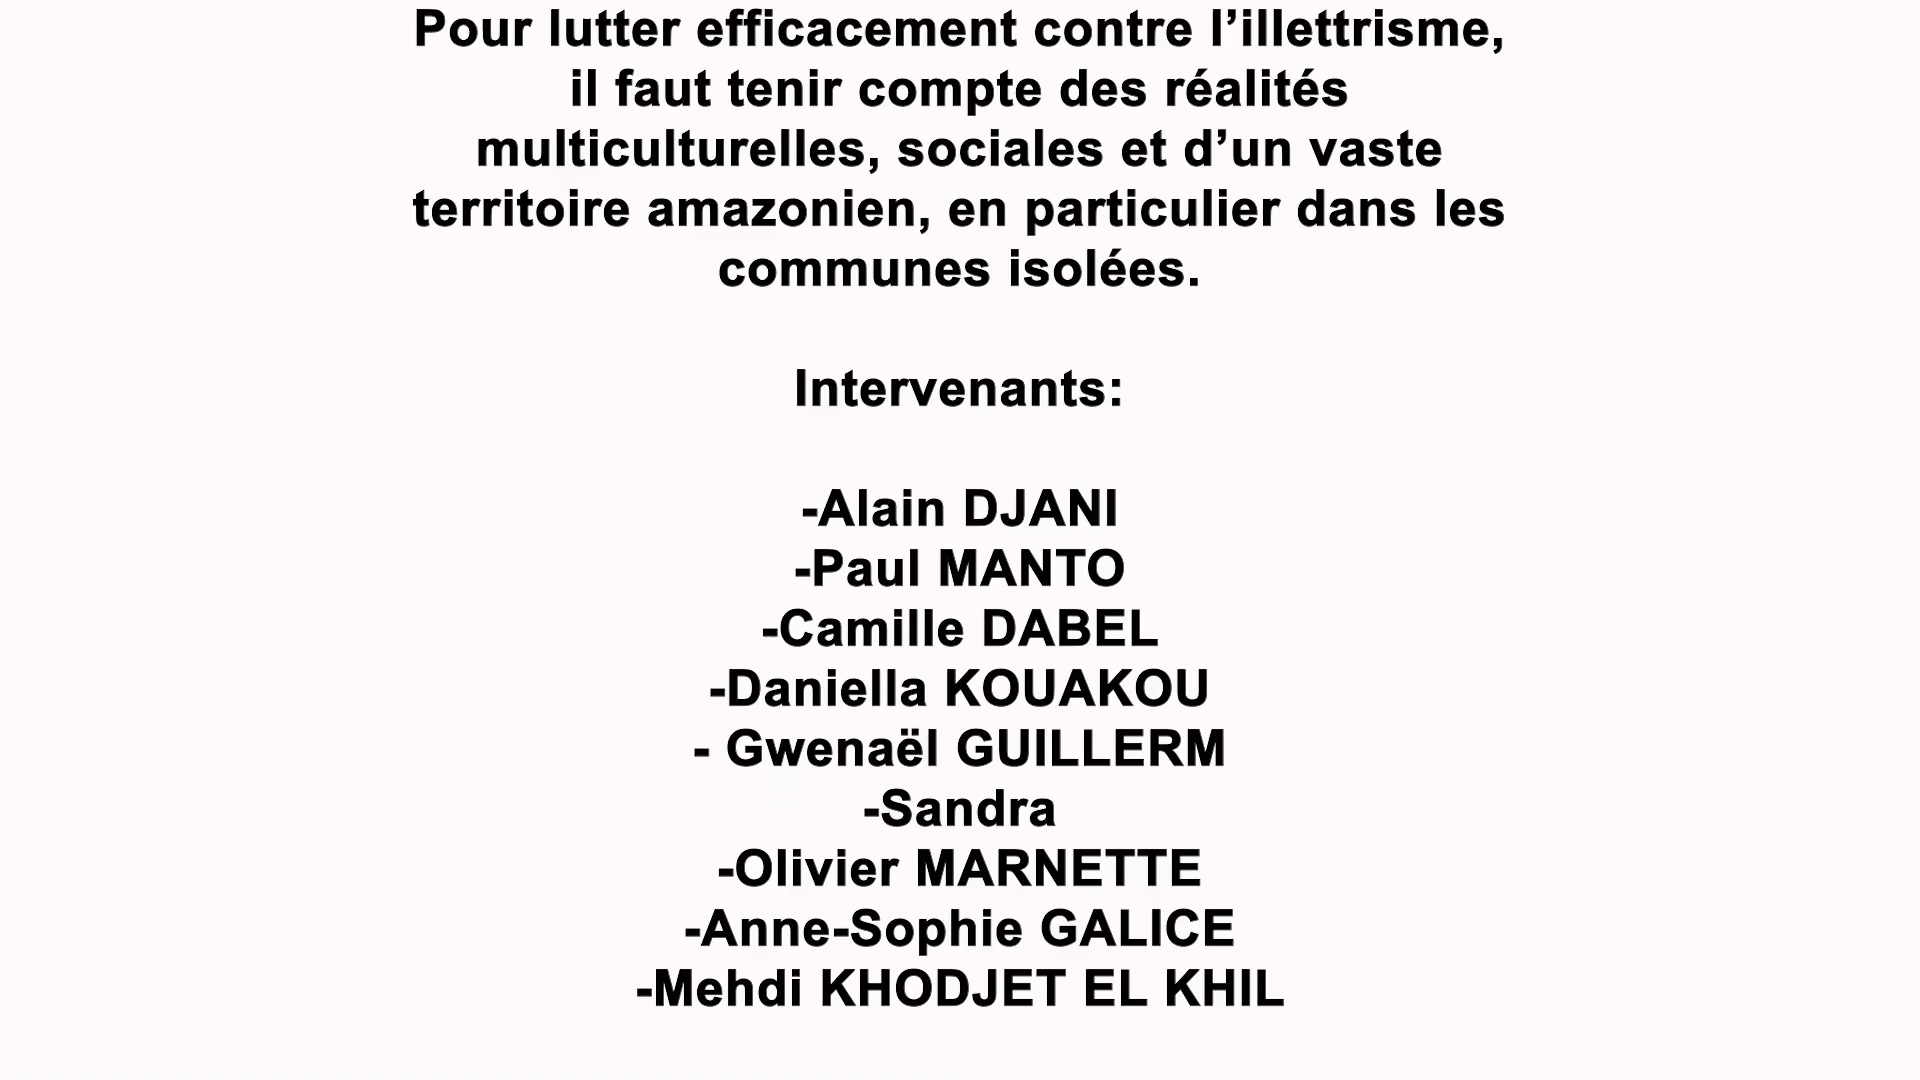 Pour lutter efficacement contre l’illettrisme,
il faut tenir compte des réalités
multiculturelles, sociales et d’un vaste
territoire amazonien, en particulier dans les
communes isolées.
Intervenants:
-Alain DJANI
-Paul MANTO
-Camille DABEL
-Daniella KOUAKOU
- Gwenaël GUILLERM
-Sandra
-Olivier MARNETTE
-Anne-Sophie GALICE
-Mehdi KHODJET EL KHIL